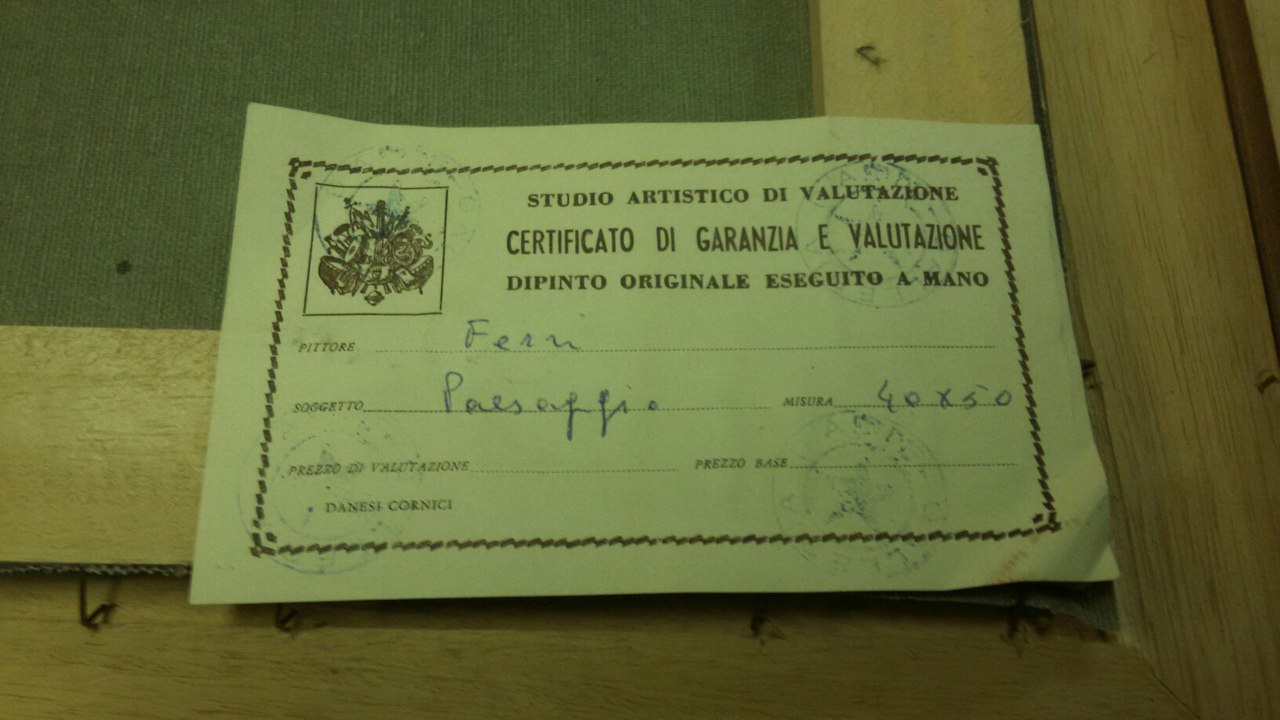 STUDIO ARTISTICO DI VALUTAZIONE
CERTIFICATO DI GARANZIA E VALUTAZIONE
DIPINTO ORIGINALE ESEGUITO A MANO
PITTORE Ferri
SOGGETTO Paesaggio MISURA 40x50
PREZZO DI VALUTAZIONE PREZZO BASE
DANESI CORNICI